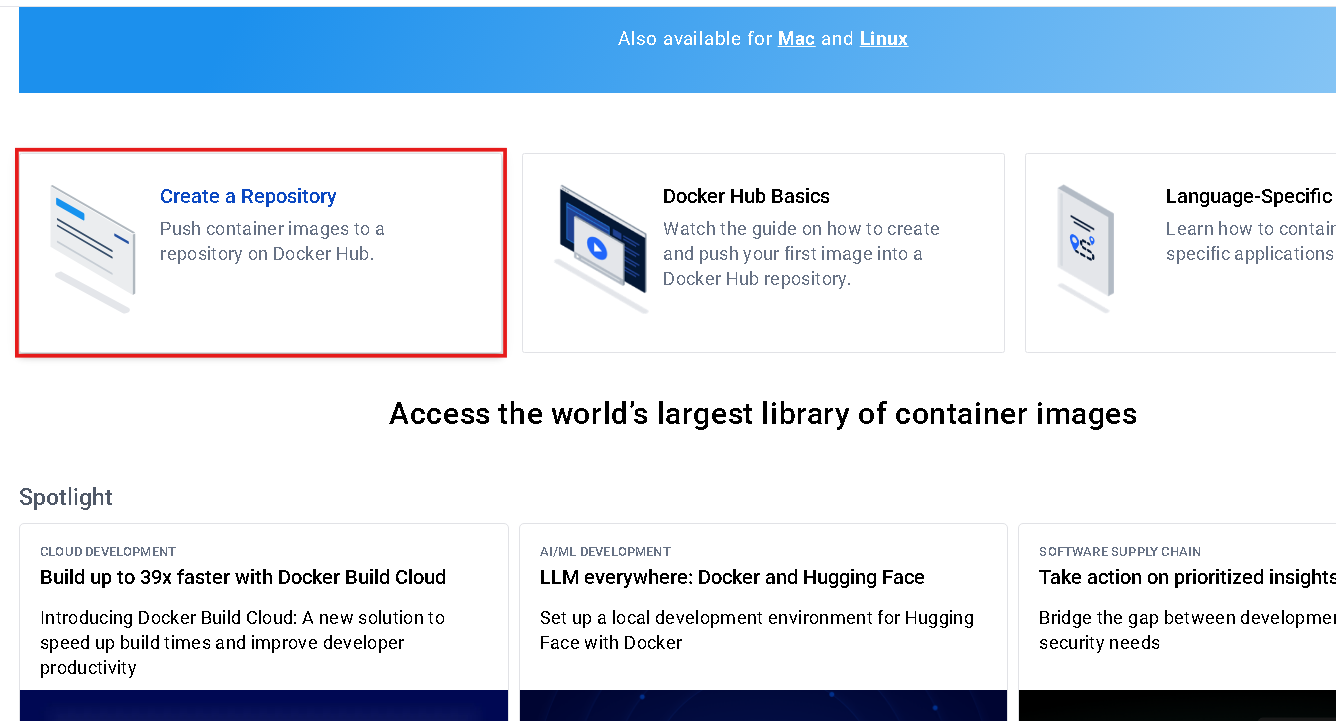 Also available for Mac and Linux
Create a Repository
Push container images to a
repository on Docker Hub.
Docker Hub Basics
Watch the guide on how to create
and push your first image into a
Docker Hub repository.
Language-Specific
Learn how to contain
specific applications
Access the world's largest library of container images
Spotlight
CLOUD DEVELOPMENT
Build up to 39x faster with Docker Build Cloud
Introducing Docker Build Cloud: A new solution to
speed up build times and improve developer
productivity
AI/ML DEVELOPMENT
LLM everywhere: Docker and Hugging Face
Set up a local development environment for Hugging
Face with Docker
SOFTWARE SUPPLY CHAIN
Take action on prioritized insights
Bridge the gap between developmen
security needs